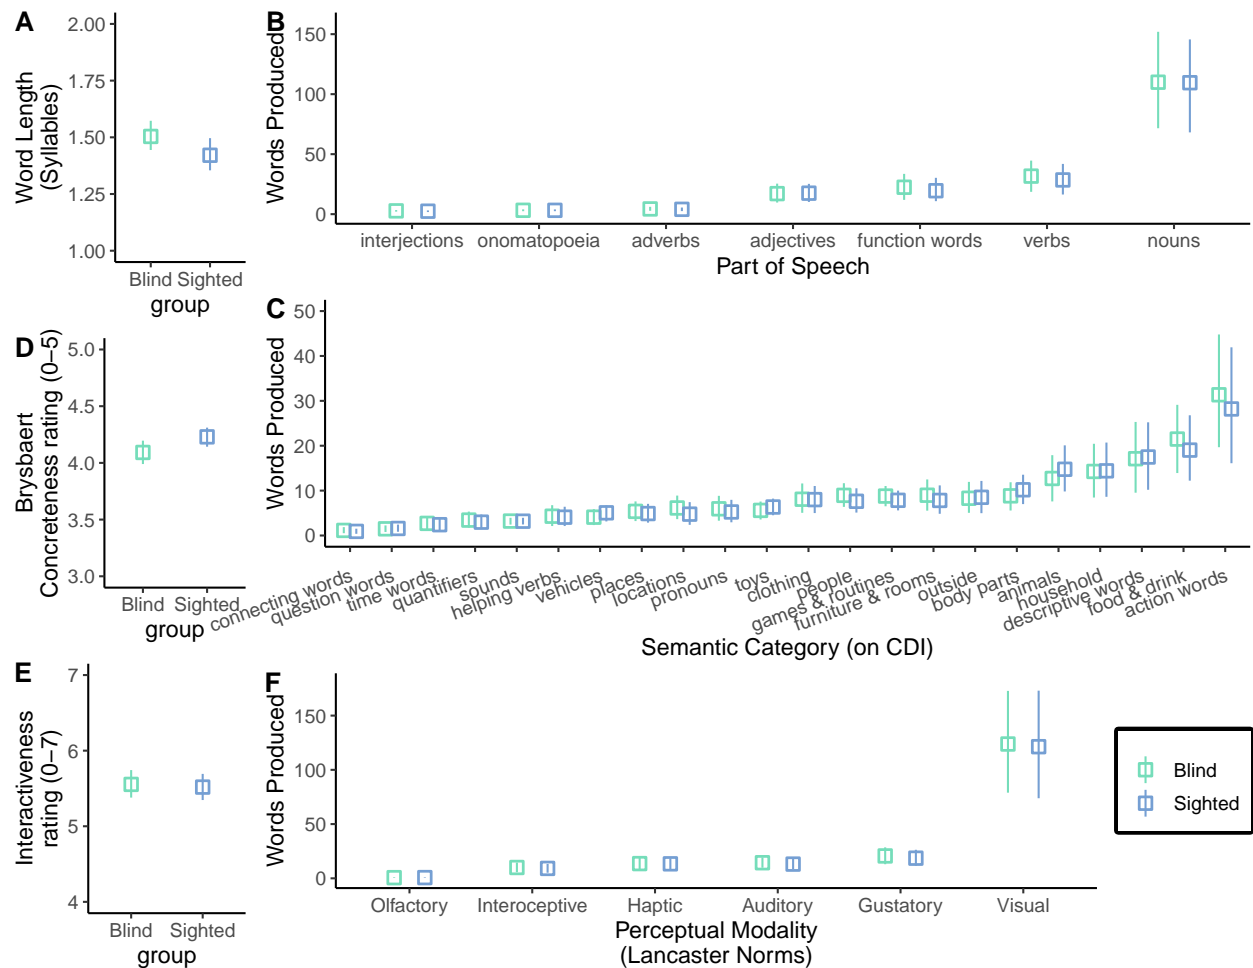 A
Word Length
(Syllables)
2.00
1.75
1.50
1.25
1.00
Blind Sighted
group
B
Words Produced
150
100
50
0
interjections onomatopoeia adverbs adjectives function words verbs nouns
Part of Speech
D
Brysbaert
Concreteness rating (0–5)
5.0
4.5
4.0
3.5
3.0
Blind Sighted
group
C
Words Produced
50
40
30
20
10
0
connecting words
question words
time words
quantifiers
sounds
helping verbs
vehicles
places
locations
pronouns
toys
clothing
people
games & routines
furniture & rooms
outside
body parts
animals
household
descriptive words
food & drink
action words
Semantic Category (on CDI)
E
Interactiveness
rating (0–7)
7
6
5
4
Blind Sighted
group
F
Words Produced
150
100
50
0
Olfactory Interoceptive Haptic Auditory Gustatory Visual
Perceptual Modality
(Lancaster Norms)
Blind
Sighted